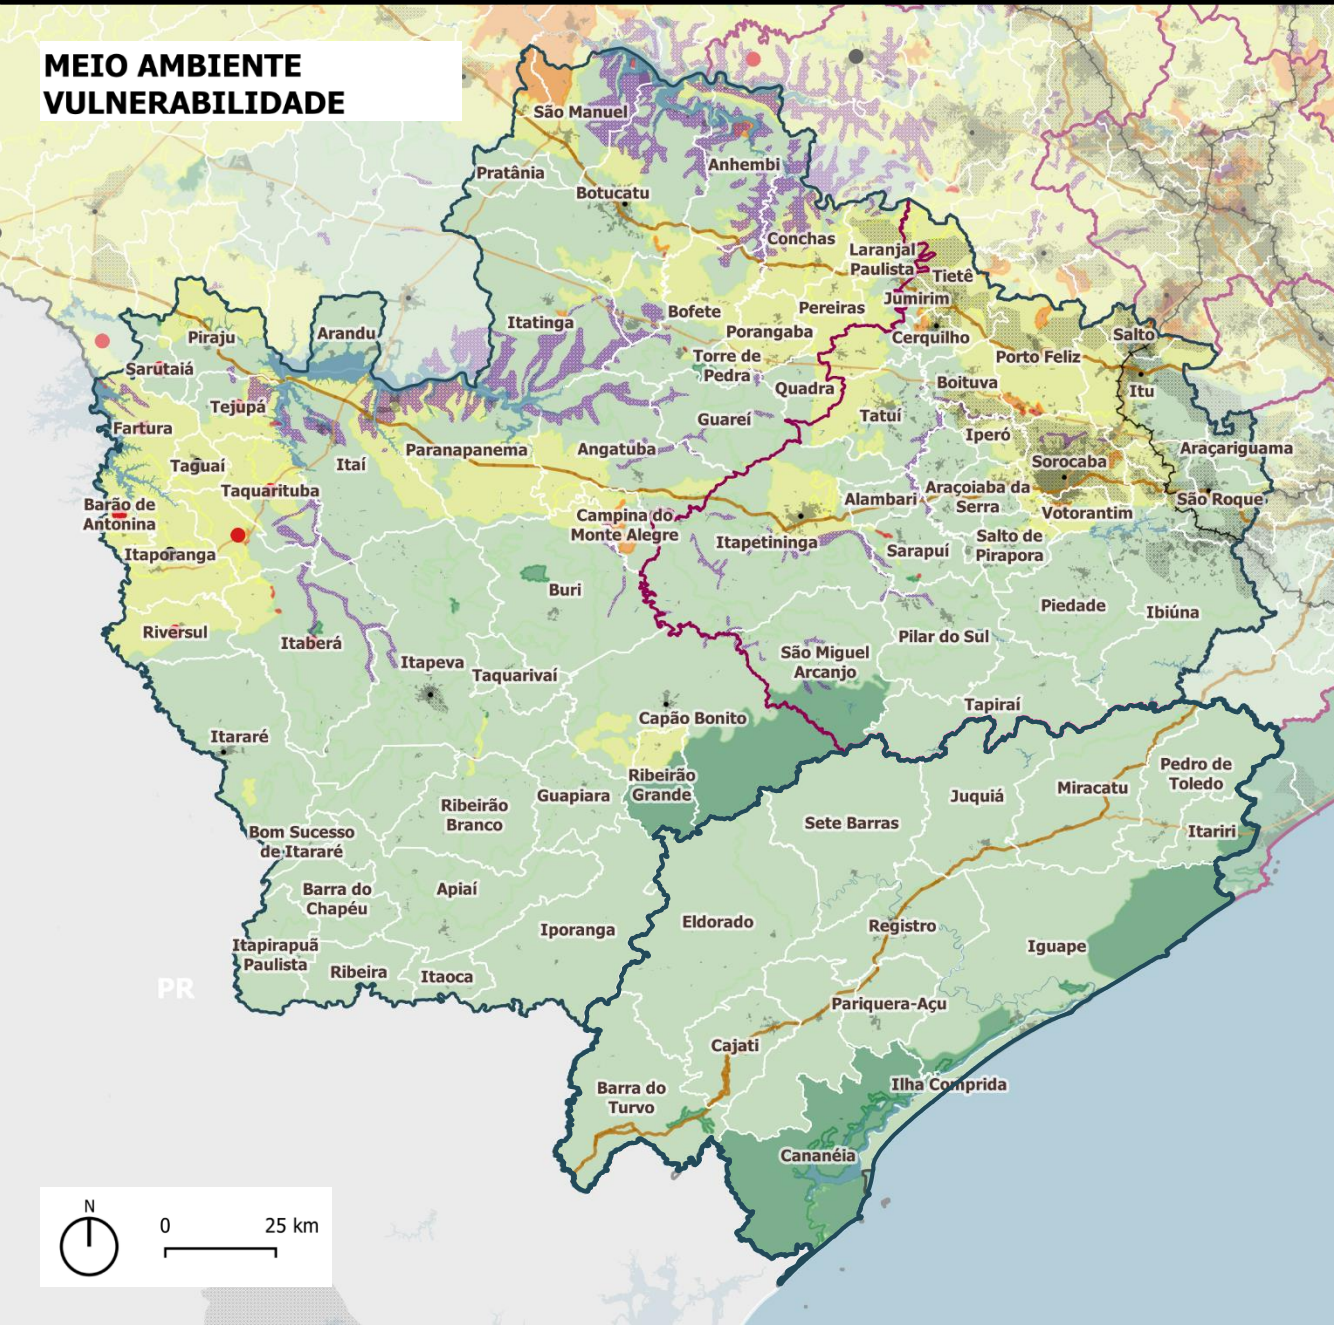 MEIO AMBIENTE
VULNERABILIDADE
São Manuel
Pratânia
Anhembi
Botucatu
Conchas
Laranjal
Paulista
Tietê
Jumirim
Itatinga
Bofete
Pereiras
Porangaba
Cerquilho
Salto
Piraju
Arandu
Torre de
Pedra
Porto Feliz
Sarutaiá
Quadra
Boituva
Itu
Tejupá
Guareí
Tatuí
Fartura
Iperó
Araçariguama
Taguaí
Itaí
Paranapanema
Angatuba
Sorocaba
Taquarituba
Alambari
Araçoiaba da
Serra
São Roque
Barão de
Antonina
Campina do
Monte Alegre
Votorantim
Itaporanga
Itapetininga
Sarapuí
Salto de
Pirapora
Buri
Piedade
Ibiúna
Riversul
Itaberá
Pilar do Sul
São Miguel
Arcanjo
Itapeva
Taquarivaí
Tapiraí
Capão Bonito
Itararé
Ribeirão
Grande
Pedro de
Toledo
Guapiara
Juquiá
Miracatu
Ribeirão
Branco
Sete Barras
Itariri
Bom Sucesso
de Itararé
Barra do
Chapéu
Apiaí
Iporanga
Eldorado
Registro
Iguape
Itapirapuã
Paulista
Ribeira
Itaoca
PR
Pariquera-Açu
Cajati
Barra do
Turvo
Ilha Comprida
Cananéia
N
0 25 km